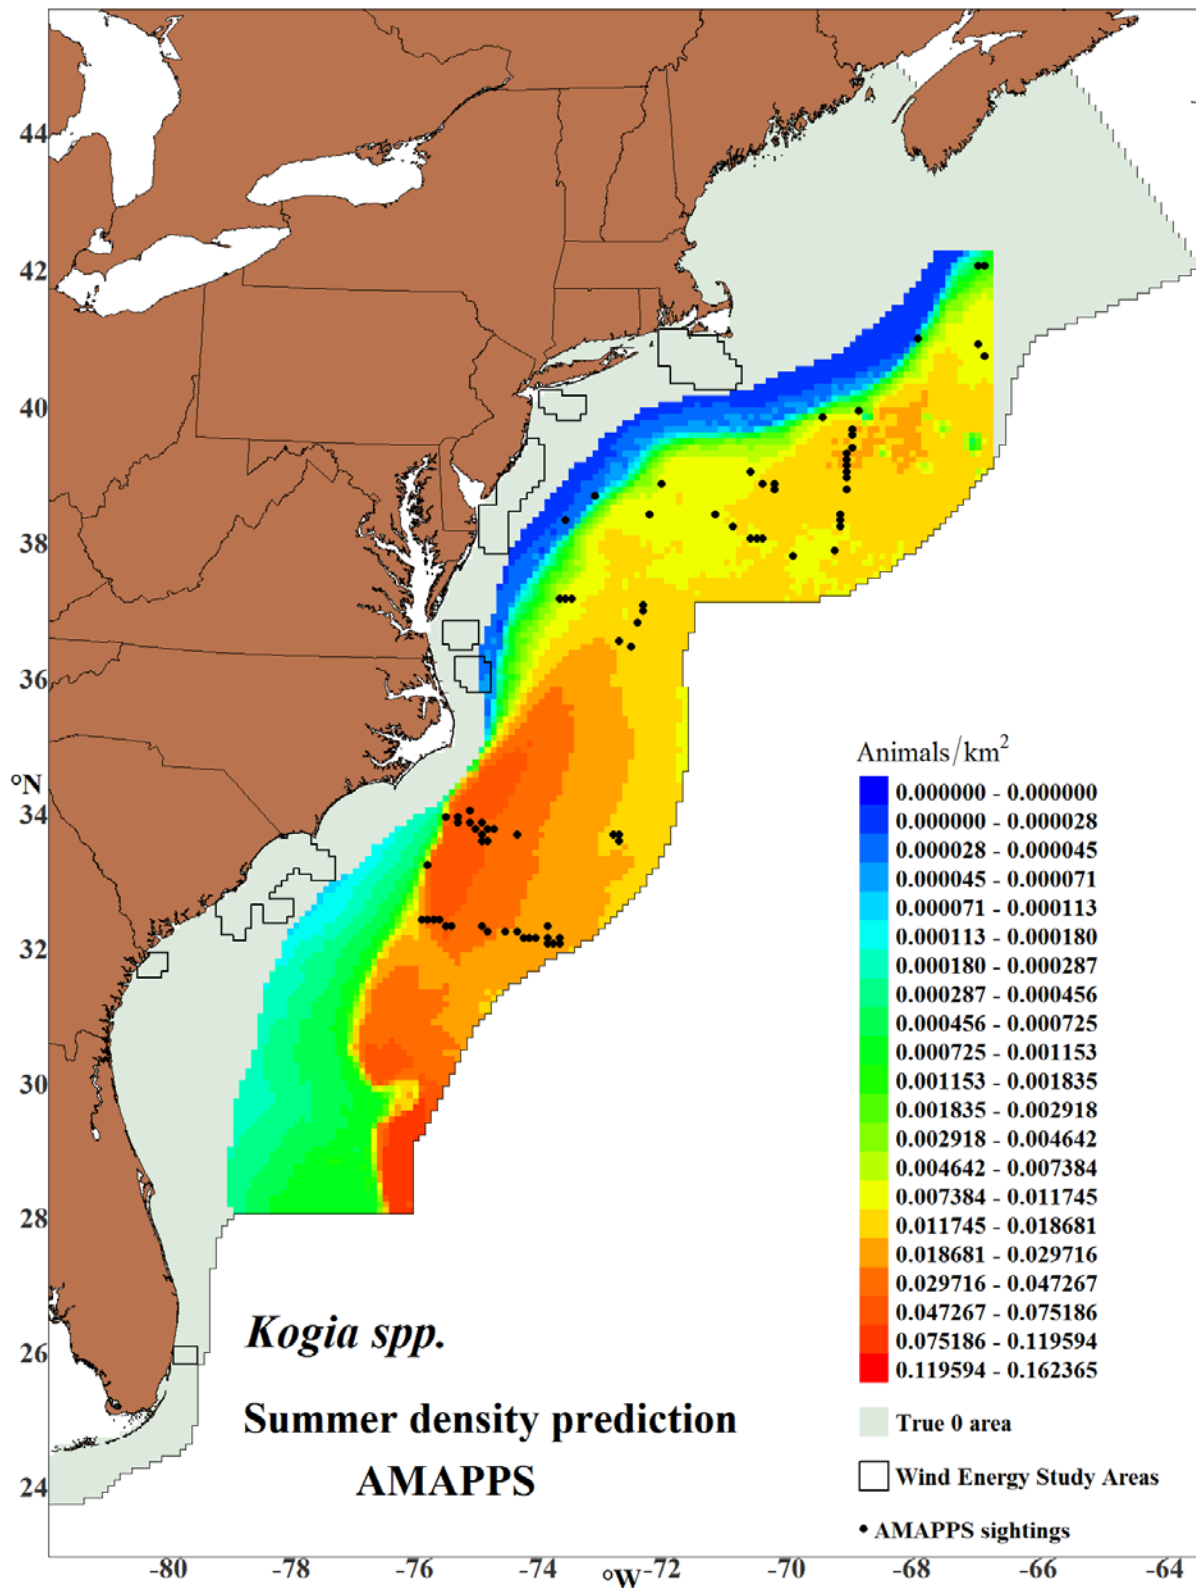 44
42
40
38
36
°N
34
32
30
28
26
24
Animals/km²
0.000000 - 0.000000
0.000000 - 0.000028
0.000028 - 0.000045
0.000045 - 0.000071
0.000071 - 0.000113
0.000113 - 0.000180
0.000180 - 0.000287
0.000287 - 0.000456
0.000456 - 0.000725
0.000725 - 0.001153
0.001153 - 0.001835
0.001835 - 0.002918
0.002918 - 0.004642
0.004642 - 0.007384
0.007384 - 0.011745
0.011745 - 0.018681
0.018681 - 0.029716
0.029716 - 0.047267
0.047267 - 0.075186
0.075186 - 0.119594
0.119594 - 0.162365
True 0 area
Wind Energy Study Areas
AMAPPS sightings
Kogia spp.
Summer density prediction
AMAPPS
-80 -78 -76 -74 -72 -70 -68 -66 -64
°W